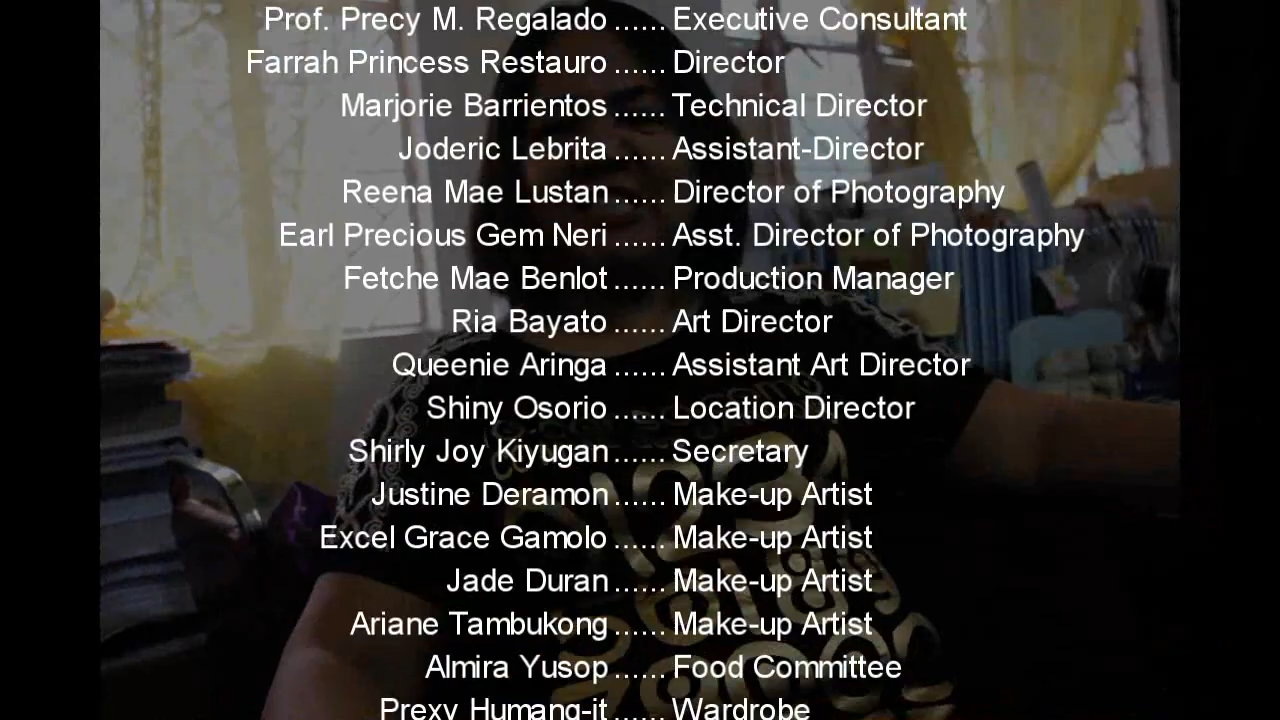 Prof. Precy M. Regalado ...... Executive Consultant
Farrah Princess Restauro ...... Director
Marjorie Barrientos ...... Technical Director
Joderic Lebrita ...... Assistant-Director
Reena Mae Lustan ...... Director of Photography
Earl Precious Gem Neri ...... Asst. Director of Photography
Fetche Mae Benlot ...... Production Manager
Ria Bayato ...... Art Director
Queenie Aringa ...... Assistant Art Director
Shiny Osorio ...... Location Director
Shirly Joy Kiyugan ...... Secretary
Justine Deramon ...... Make-up Artist
Excel Grace Gamolo ...... Make-up Artist
Jade Duran ...... Make-up Artist
Ariane Tambukong ...... Make-up Artist
Almira Yusop ...... Food Committee
Prexy Humang-it ...... Wardrobe